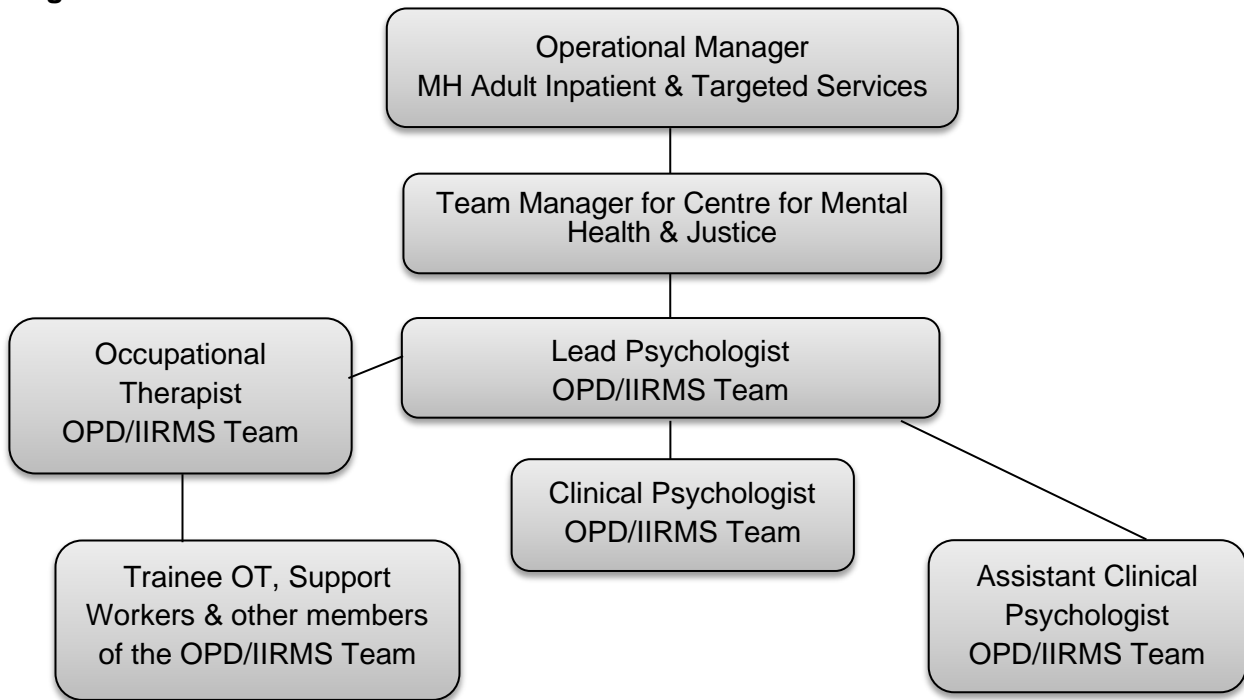 Operational Manager
MH Adult Inpatient & Targeted Services
Team Manager for Centre for Mental
Health & Justice
Occupational
Therapist
OPD/IIRMS Team
Lead Psychologist
OPD/IIRMS Team
Clinical Psychologist
OPD/IIRMS Team
Trainee OT, Support
Workers & other members
of the OPD/IIRMS Team
Assistant Clinical
Psychologist
OPD/IIRMS Team